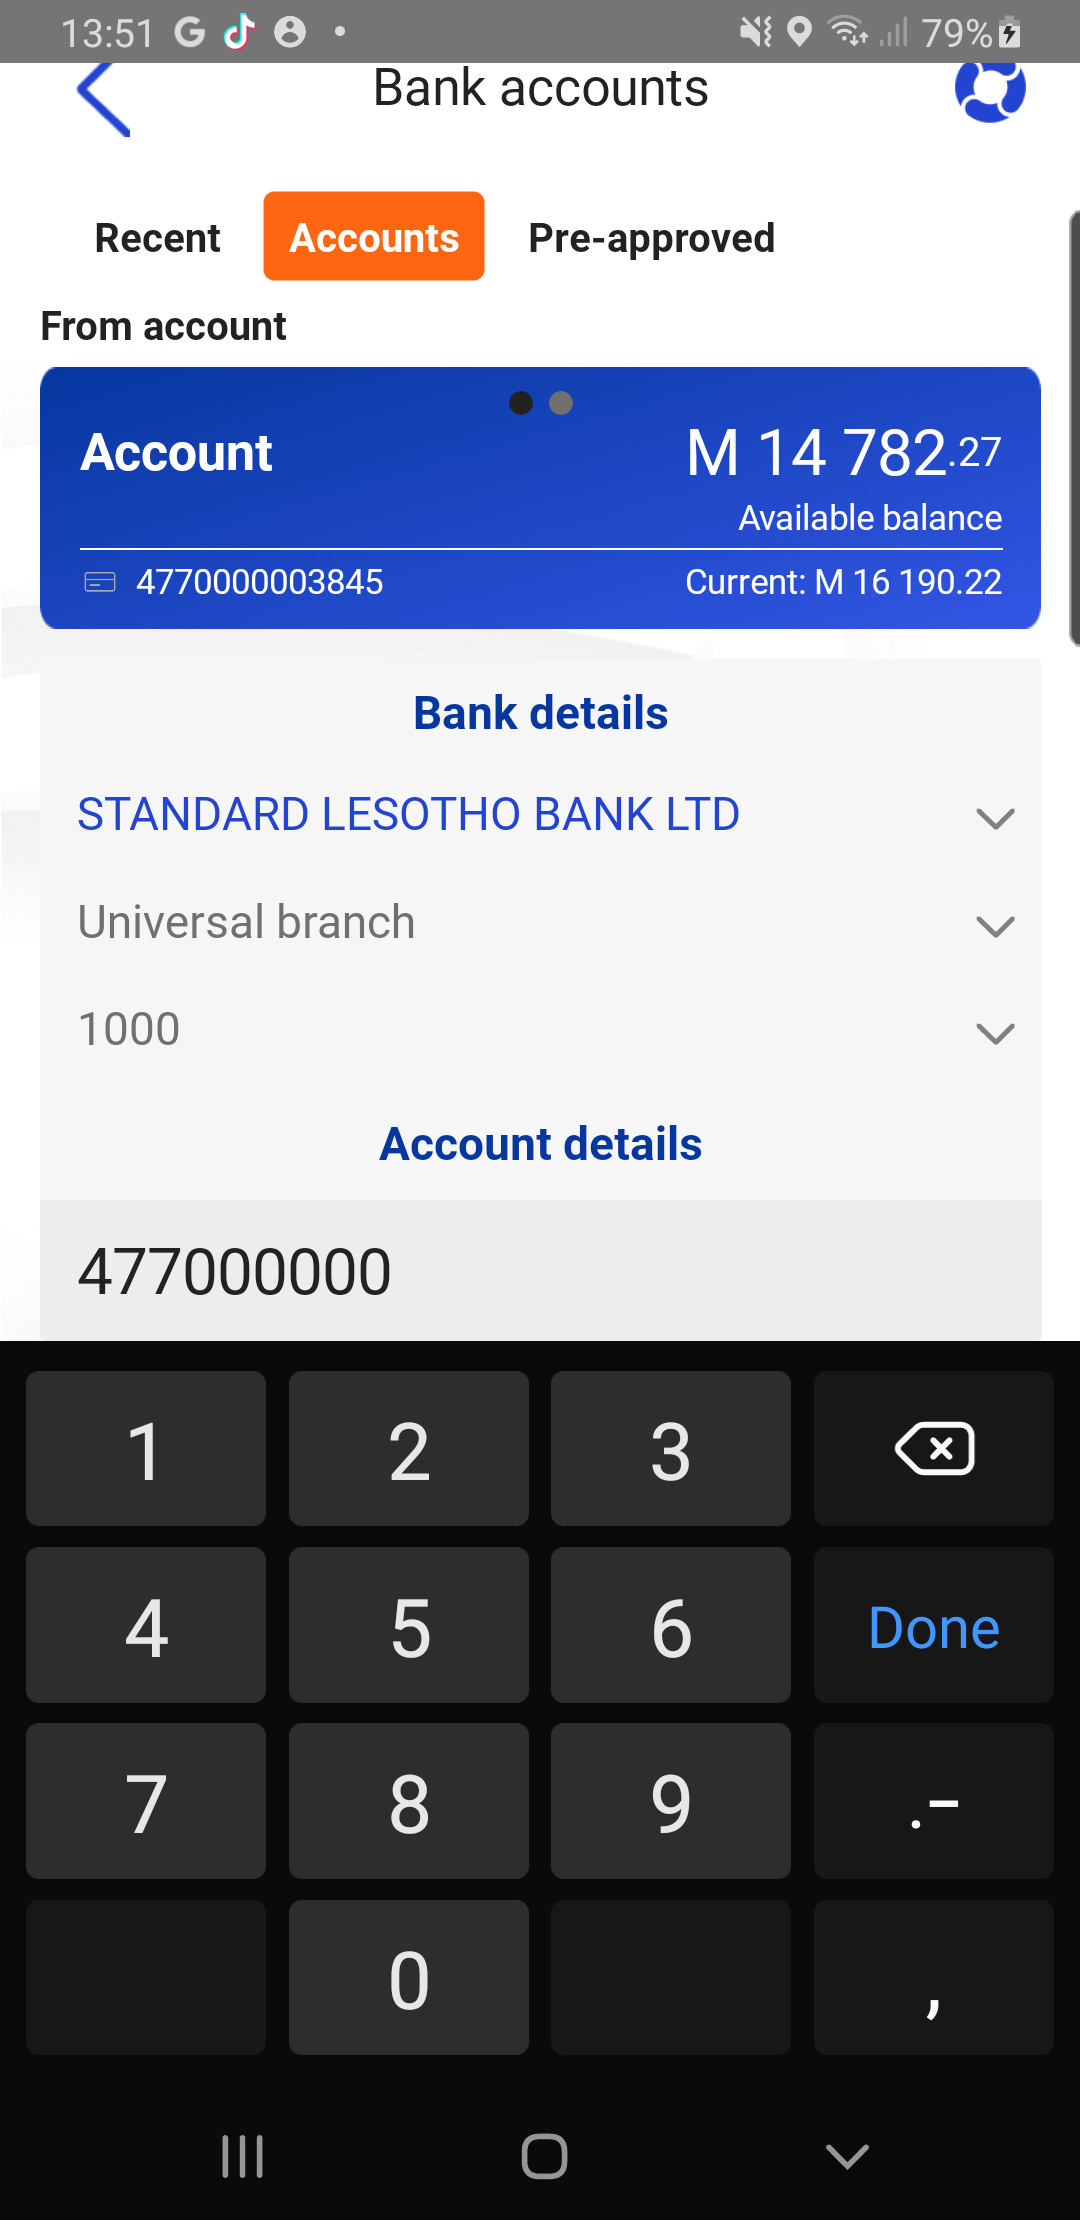 13:51 79%
Bank accounts
Recent Accounts Pre-approved
From account
Account M 14 782.27
Available balance
4770000003845 Current: M 16 190.22
Bank details
STANDARD LESOTHO BANK LTD
Universal branch
1000
Account details
477000000
1 2 3
4 5 6 Done
7 8 9 .-
0 ,